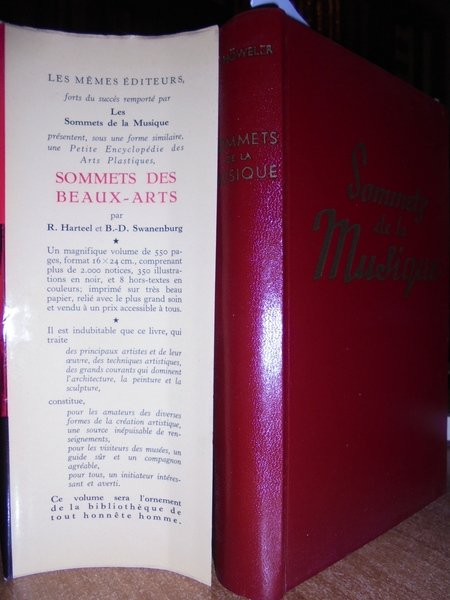 LES MÊMES ÉDITEURS,
forts du succès remporté par
Les
Sommets de la Musique
présentent, sous une forme similaire,
une Petite Encyclopédie des
Arts Plastiques,
SOMMETS DES
BEAUX-ARTS
par
R. Harteel et B.-D. Swanenburg
★
Un magnifique volume de 550 pa-
ges, format 16 × 24 cm., comprenant
plus de 2.000 notices, 350 illustra-
tions en noir, et 8 hors-textes en
couleurs; imprimé sur très beau
papier, relié avec le plus grand soin
et vendu à un prix accessible à tous.
★
Il est indubitable que ce livre, qui
traite
des principaux artistes et de leur
œuvre, des techniques artistiques,
des grands courants qui dominent
l'architecture, la peinture et la
sculpture,
constitue,
pour les amateurs des diverses
formes de la création artistique,
une source inépuisable de ren-
seignements,
pour les visiteurs des musées, un
guide sûr et un compagnon
agréable,
pour tous, un initiateur intéres-
sant et averti.
Ce volume sera l'ornement
de la bibliothèque de
tout honnête homme.
HÖWELER
SOMMETS
DE LA
MUSIQUE
Sommets
de la
Musique